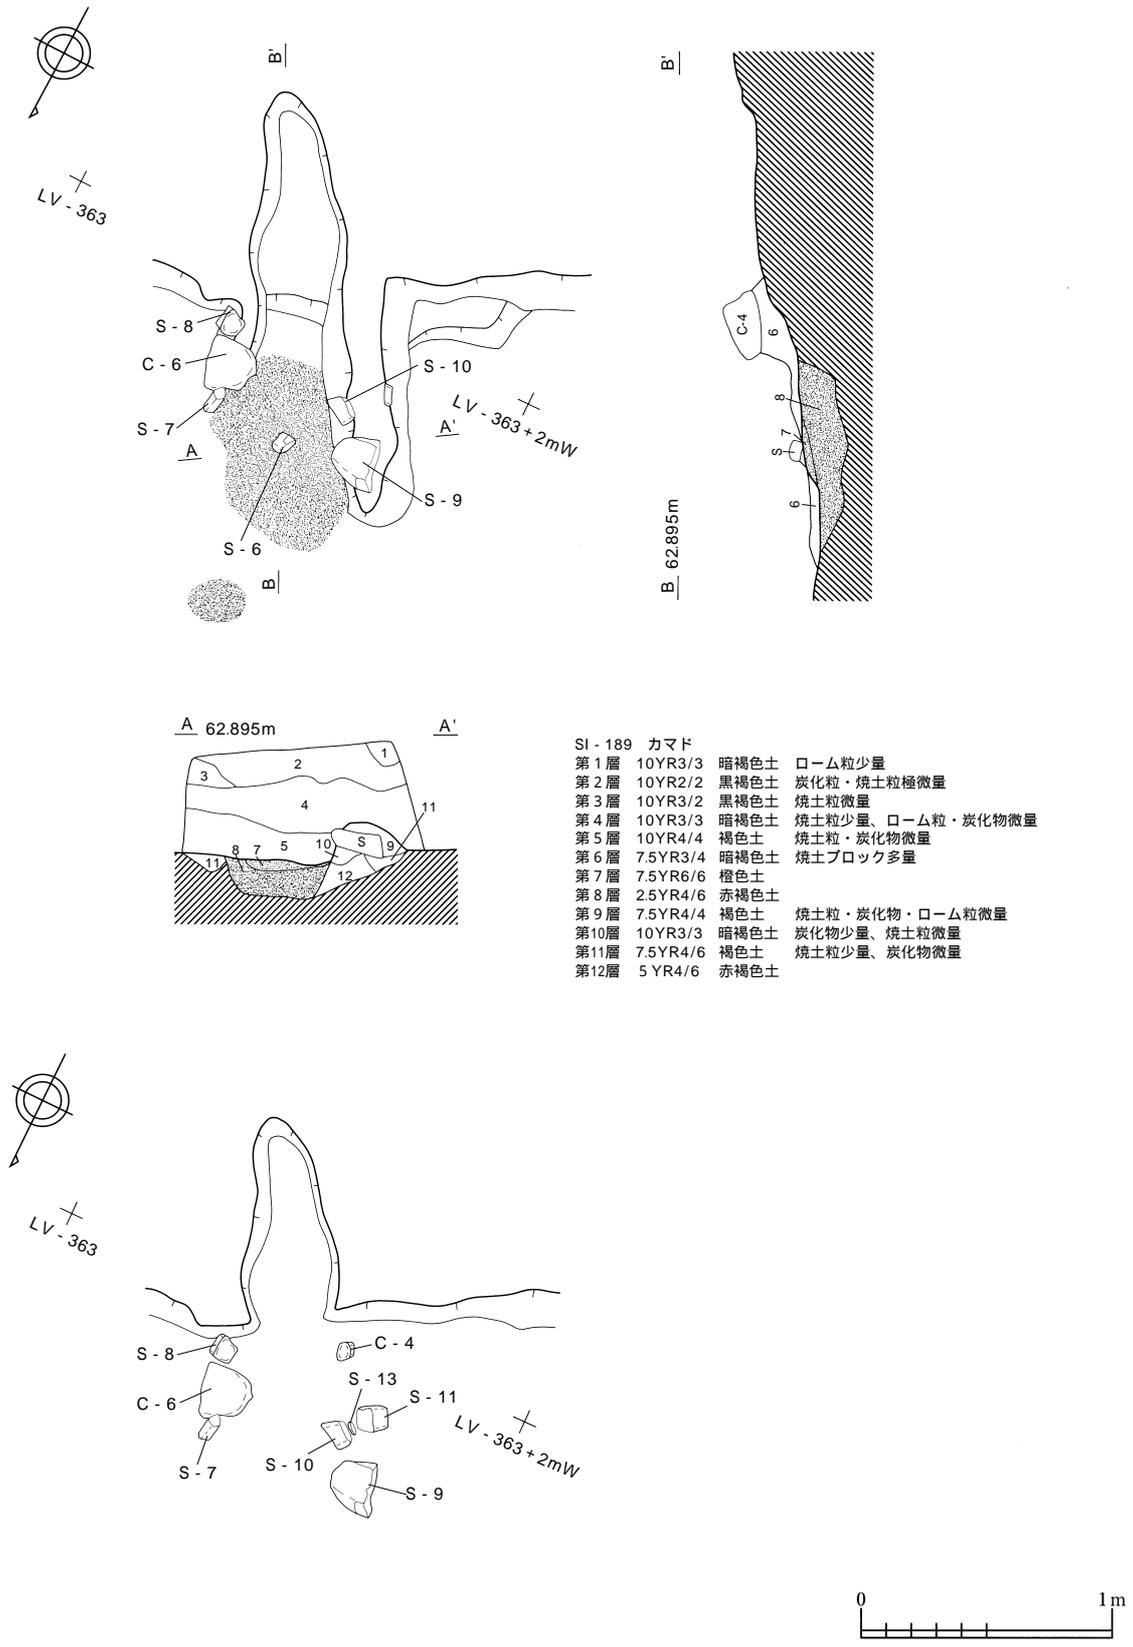 B'
B'
LV - 363
S - 8
C - 6
S - 7
S - 10
LV - 363 + 2mW
A
A'
S - 9
S - 6
B
C-4
6
8
7
S
6
B 62.895m
A 62.895m A'
1
2
3
4
11
5
10
S
9
8
7
11
12
SI - 189 カマド
第1層 10YR3/3 暗褐色土 ローム粒少量
第2層 10YR2/2 黒褐色土 炭化粒・焼土粒極微量
第3層 10YR3/2 黒褐色土 焼土粒微量
第4層 10YR3/3 暗褐色土 焼土粒少量、ローム粒・炭化物微量
第5層 10YR4/4 褐色土 焼土粒・炭化物微量
第6層 7.5YR3/4 暗褐色土 焼土ブロック多量
第7層 7.5YR6/6 橙色土
第8層 2.5YR4/6 赤褐色土
第9層 7.5YR4/4 褐色土 焼土粒・炭化物・ローム粒微量
第10層 10YR3/3 暗褐色土 炭化物少量、焼土粒微量
第11層 7.5YR4/6 褐色土 焼土粒少量、炭化物微量
第12層 5YR4/6 赤褐色土
LV - 363
S - 8
C - 4
S - 13
S - 11
C - 6
LV - 363 + 2mW
S - 7
S - 10
S - 9
0 1m